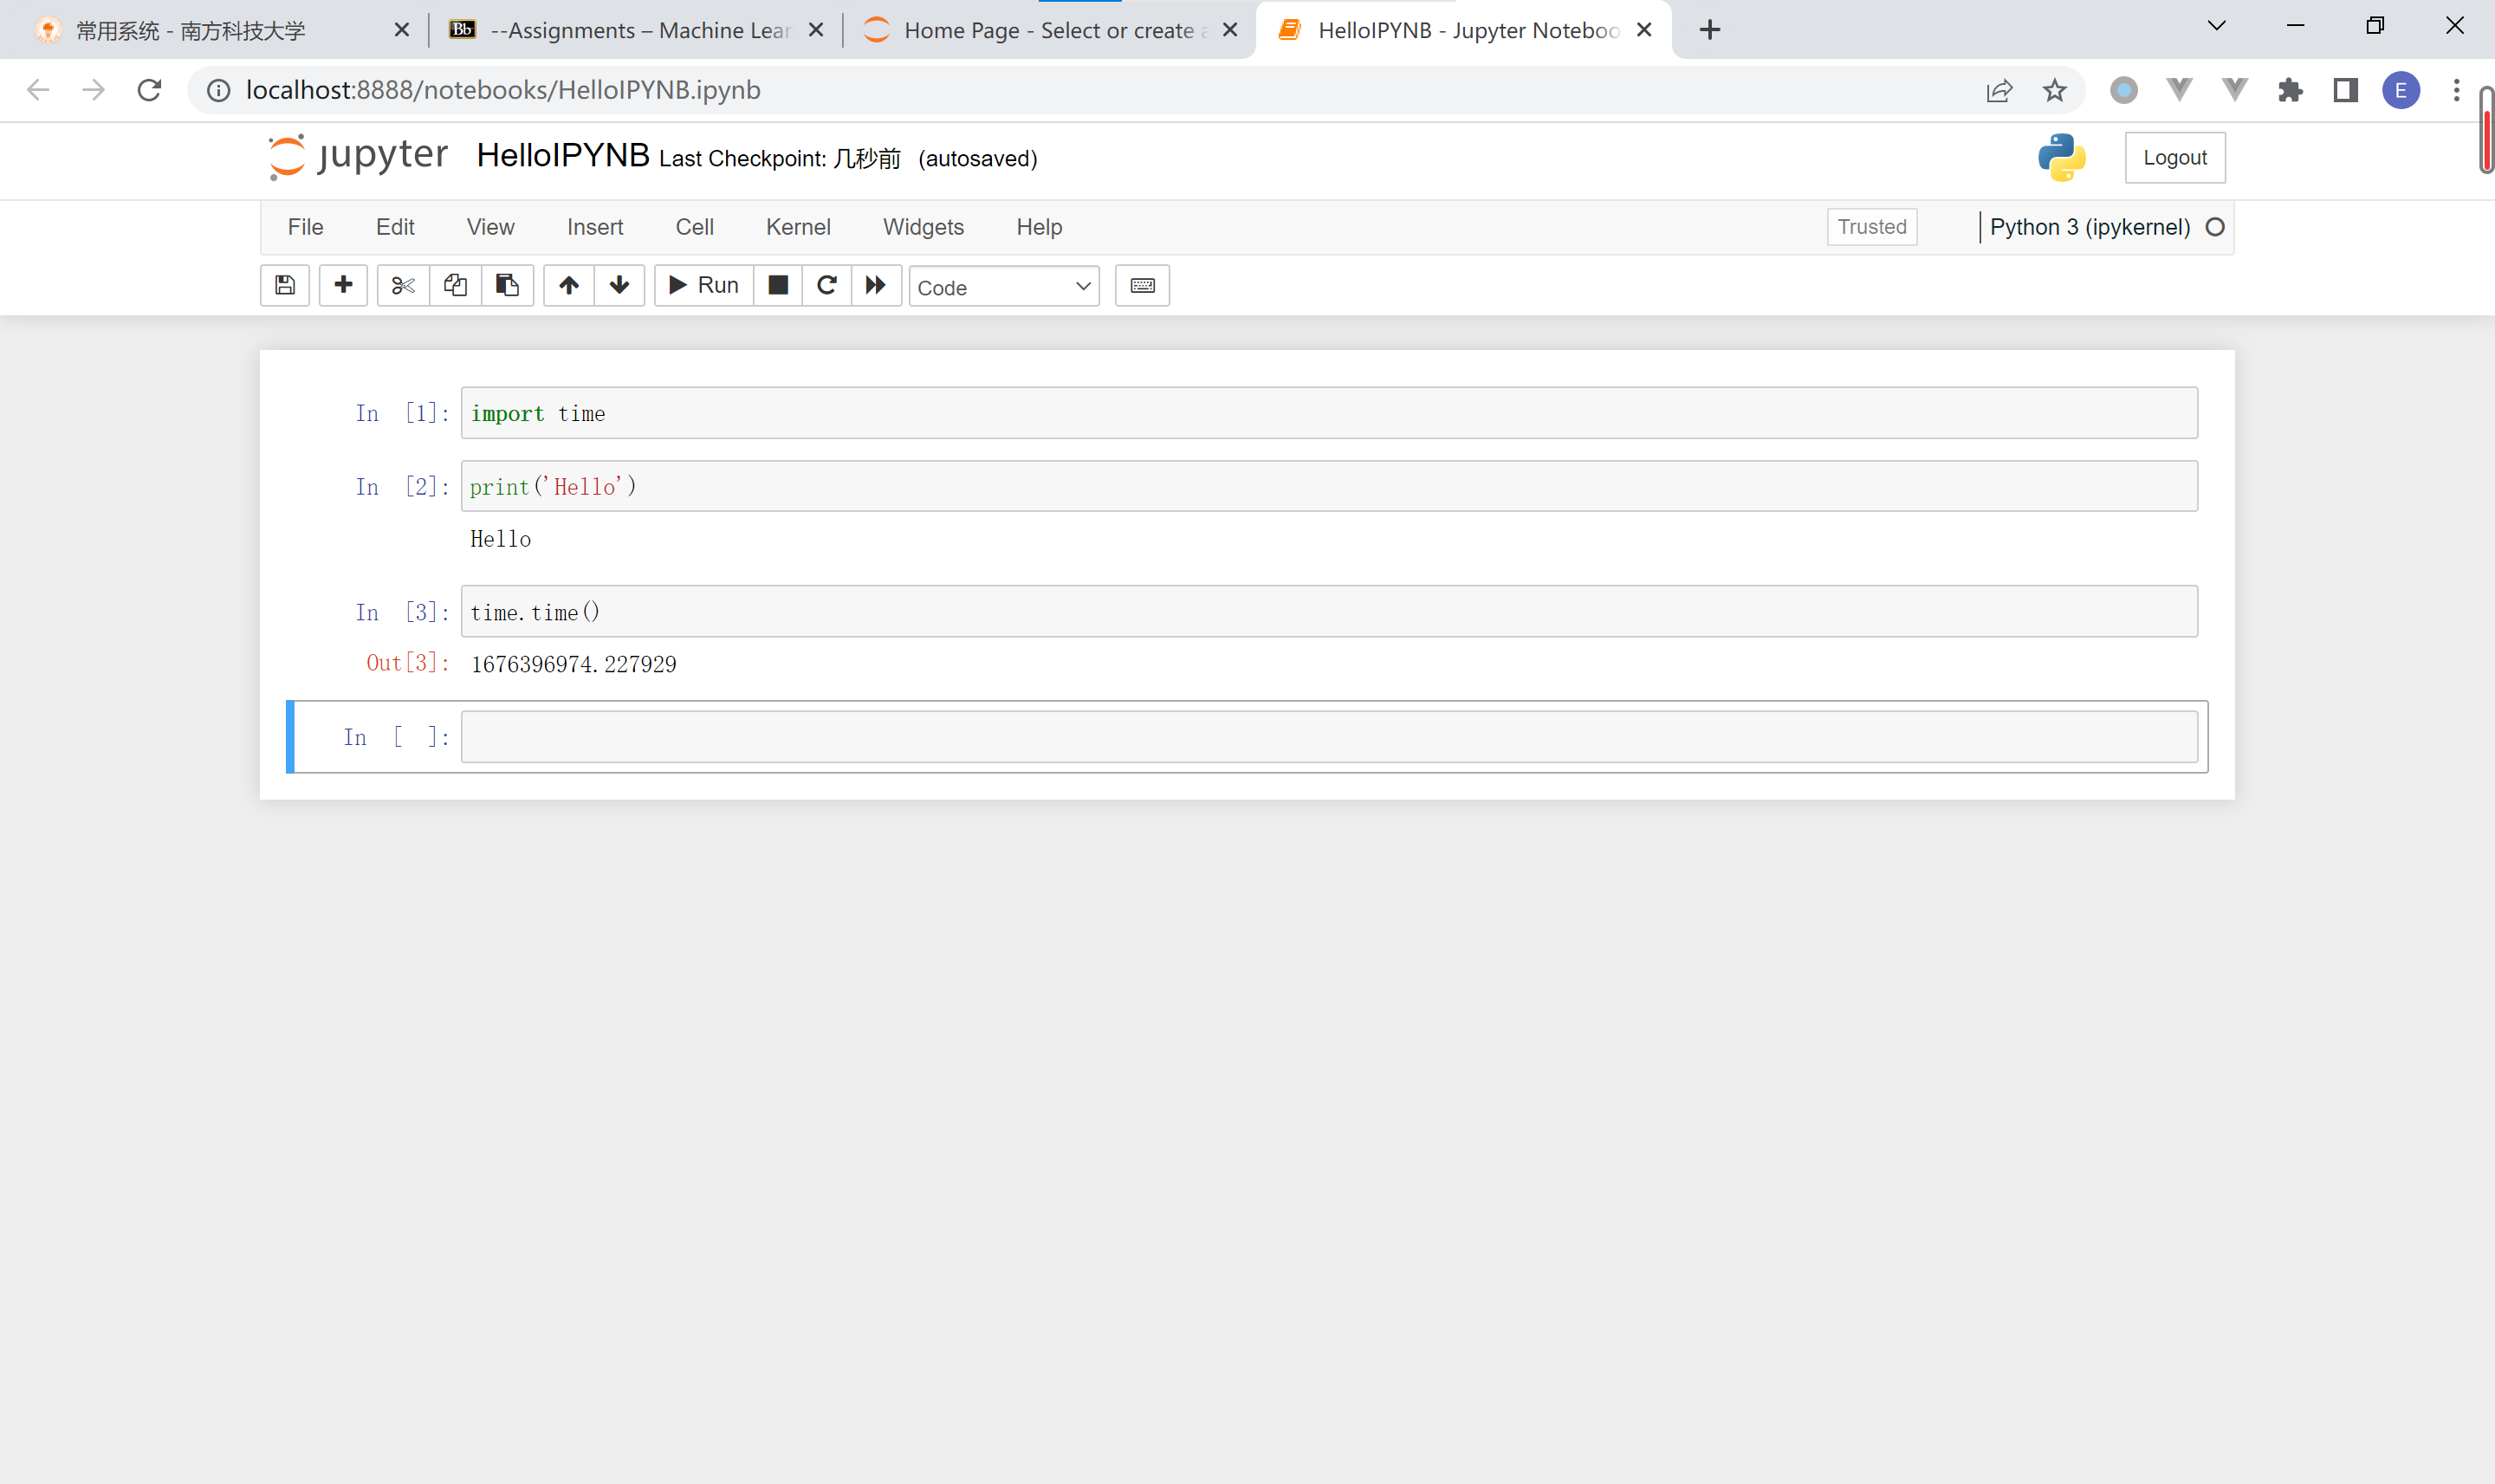 常用系统 - 南方科技大学
Bb --Assignments – Machine Lear
Home Page - Select or create a
HelloIPYNB - Jupyter Noteboo
localhost:8888/notebooks/HelloIPYNB.ipynb
E
jupyter HelloIPYNB Last Checkpoint: 几秒前 (autosaved)
Logout
File Edit View Insert Cell Kernel Widgets Help Trusted Python 3 (ipykernel)
Run Code
In [1]: import time
In [2]: print('Hello')
Hello
In [3]: time.time()
Out[3]: 1676396974.227929
In [ ]: